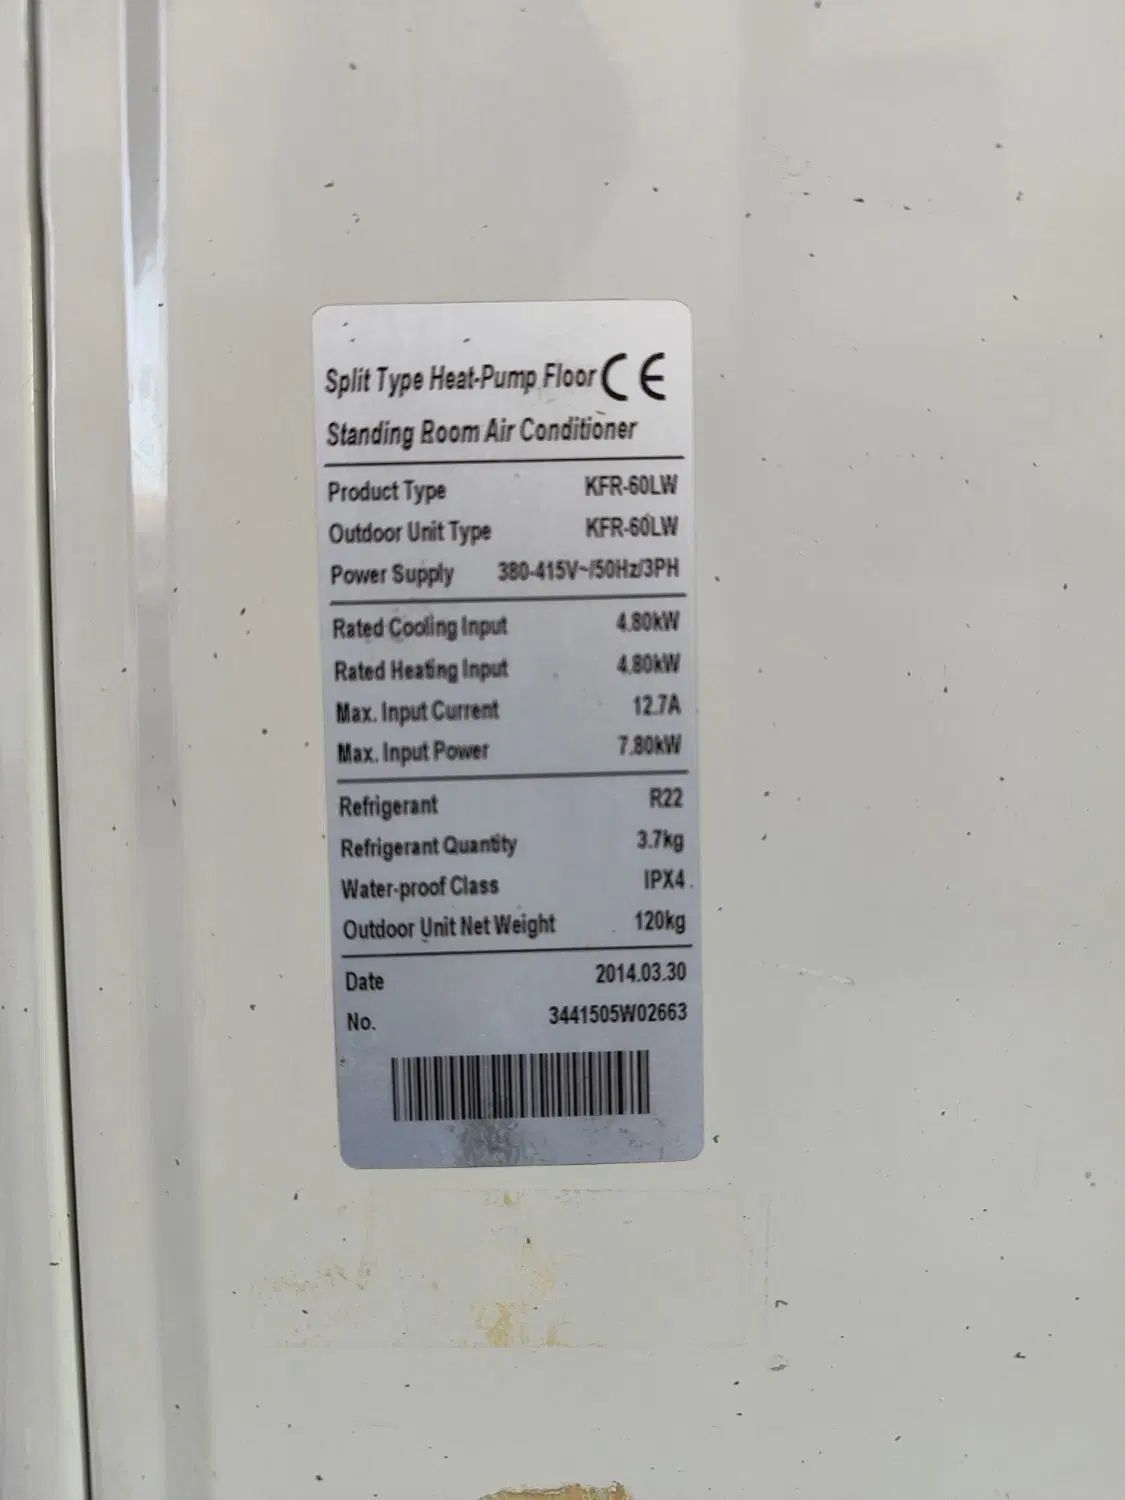 Split Type Heat-Pump Floor CE
Standing Room Air Conditioner
Product Type KFR-60LW
Outdoor Unit Type KFR-60LW
Power Supply 380-415V~/50Hz/3PH
Rated Cooling Input 4.80kW
Rated Heating Input 4.80kW
Max. Input Current 12.7A
Max. Input Power 7.80kW
Refrigerant R22
Refrigerant Quantity 3.7kg
Water-proof Class IPX4
Outdoor Unit Net Weight 120kg
Date 2014.03.30
No. 3441505W02663